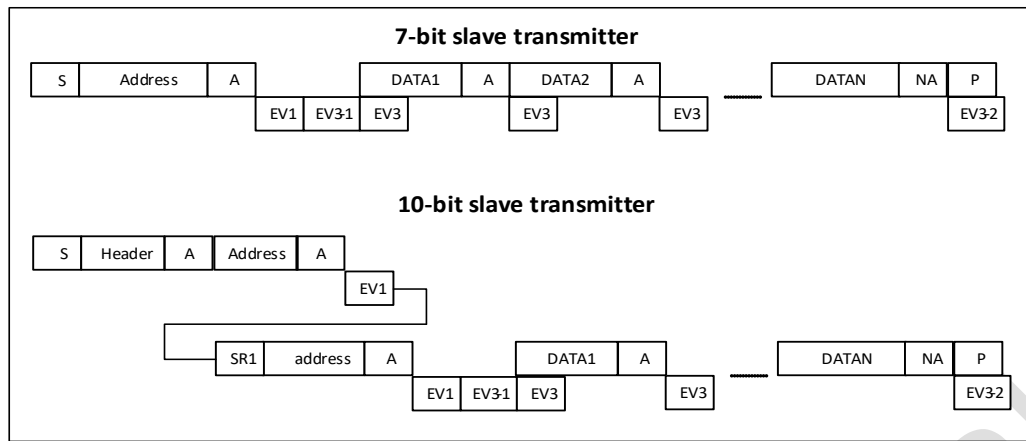 7-bit slave transmitter
S Address A DATA1 A DATA2 A DATAN NA P
EV1 EV3-1 EV3 EV3 EV3 EV3-2
10-bit slave transmitter
S Header A Address A
EV1
SR1 address A DATA1 A DATAN NA P
EV1 EV3-1 EV3 EV3 EV3-2